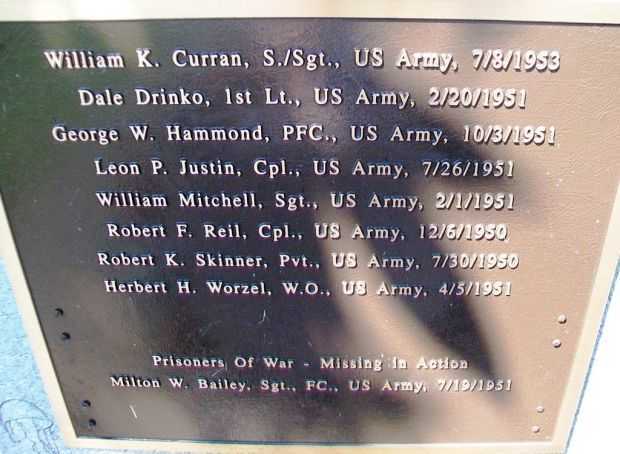 William K. Curran, S./Sgt., US Army, 7/8/1953
Dale Drinko, 1st Lt., US Army, 2/20/1951
George W. Hammond, PFC., US Army, 10/3/1951
Leon P. Justin, Cpl., US Army, 7/26/1951
William Mitchell, Sgt., US Army, 2/1/1951
Robert F. Reil, Cpl., US Army, 12/6/1950
Robert K. Skinner, Pvt., US Army, 7/30/1950
Herbert H. Worzel, W.O., US Army, 4/5/1951
Prisoners Of War - Missing In Action
Milton W. Bailey, Sgt., FC., US Army, 7/19/1951